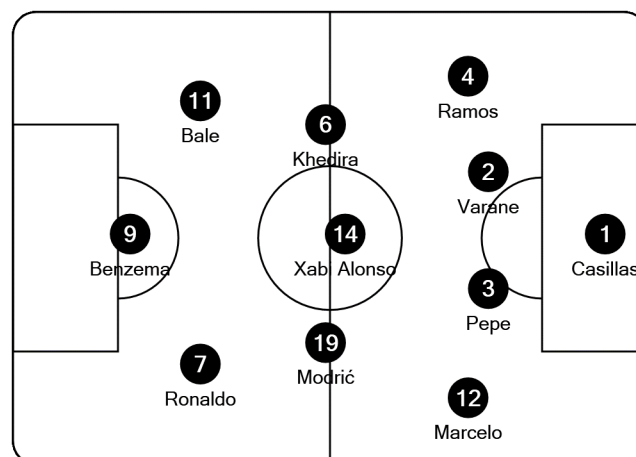 4
Ramos
11
Bale
6
Khedira
2
Varane
9
Benzema
14
Xabi Alonso
1
Casillas
3
Pepe
19
Modrić
7
Ronaldo
12
Marcelo